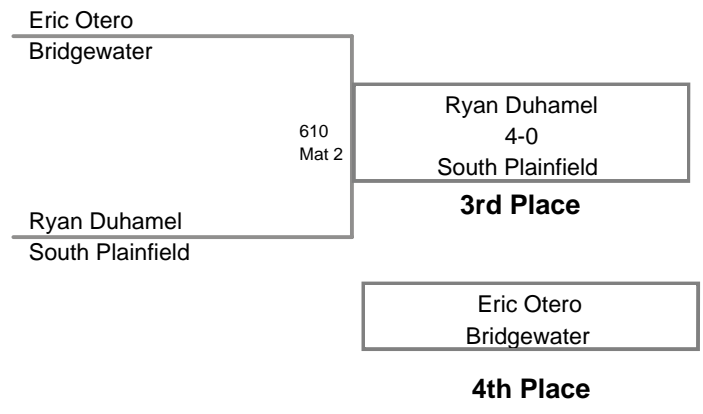 Eric Otero
Bridgewater
610
Mat 2
Ryan Duhamel
4-0
South Plainfield
3rd Place
Ryan Duhamel
South Plainfield
Eric Otero
Bridgewater
4th Place